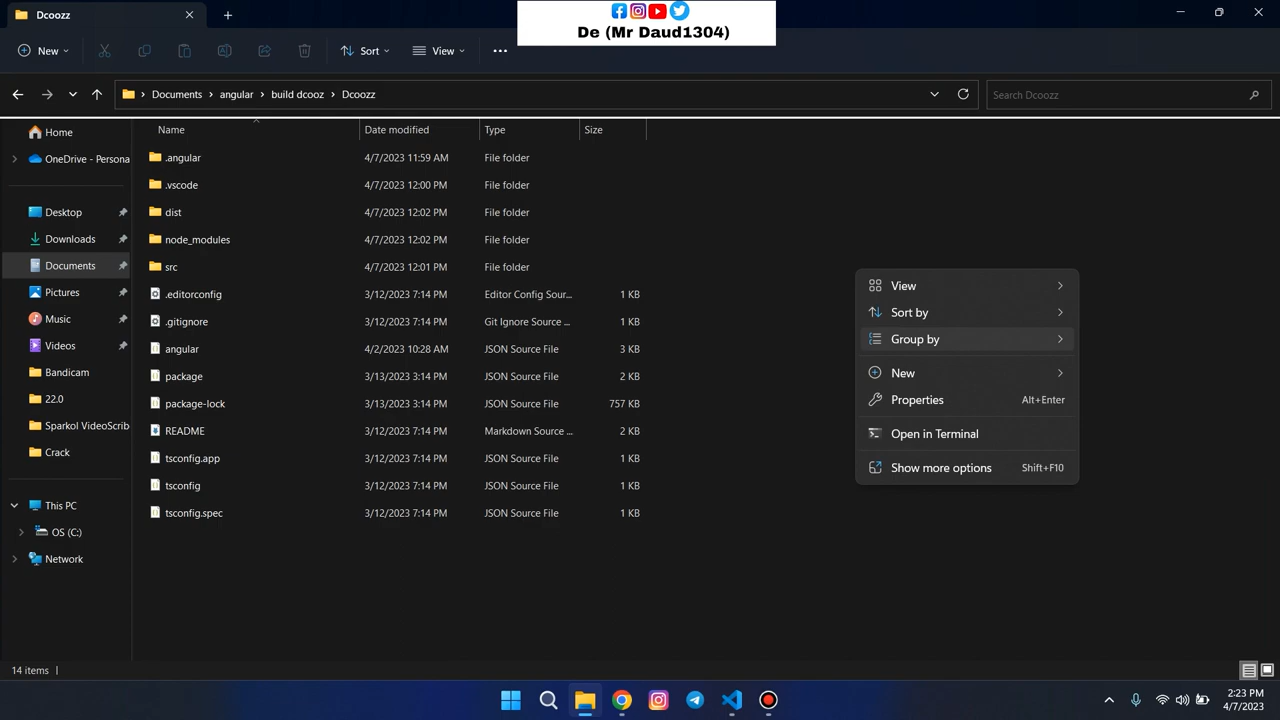 Dcoozz
De (Mr Daud1304)
New
Sort
View
Documents > angular > build dcooz > Dcoozz
Search Dcoozz
Home
OneDrive - Persona
Desktop
Downloads
Documents
Pictures
Music
Videos
Bandicam
22.0
Sparkol VideoScrib
Crack
This PC
OS (C:)
Network
Name Date modified Type Size
.angular 4/7/2023 11:59 AM File folder
.vscode 4/7/2023 12:00 PM File folder
dist 4/7/2023 12:02 PM File folder
node_modules 4/7/2023 12:02 PM File folder
src 4/7/2023 12:01 PM File folder
.editorconfig 3/12/2023 7:14 PM Editor Config Sour... 1 KB
.gitignore 3/12/2023 7:14 PM Git Ignore Source ... 1 KB
angular 4/2/2023 10:28 AM JSON Source File 3 KB
package 3/13/2023 3:14 PM JSON Source File 2 KB
package-lock 3/13/2023 3:14 PM JSON Source File 757 KB
README 3/12/2023 7:14 PM Markdown Source ... 2 KB
tsconfig.app 3/12/2023 7:14 PM JSON Source File 1 KB
tsconfig 3/12/2023 7:14 PM JSON Source File 1 KB
tsconfig.spec 3/12/2023 7:14 PM JSON Source File 1 KB
View
Sort by
Group by
New
Properties Alt+Enter
Open in Terminal
Show more options Shift+F10
14 items
2:23 PM
4/7/2023